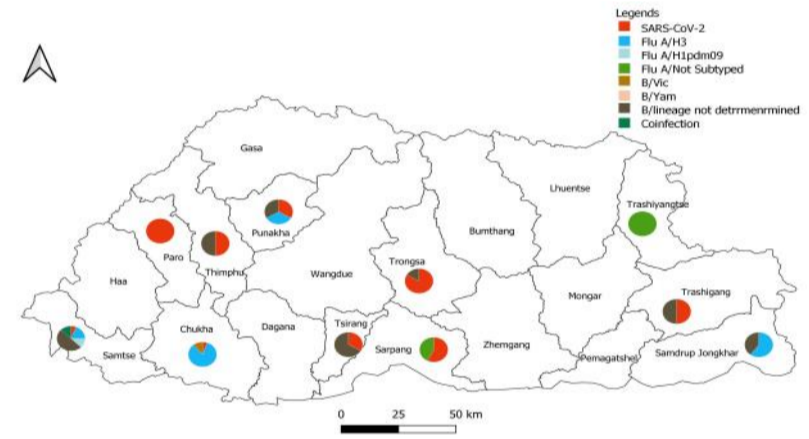 Legends
SARS-CoV-2
Flu A/H3
Flu A/H1pdm09
Flu A/Not Subtyped
B/Vic
B/Yam
B/lineage not detrrmenrmined
Coinfection
Gasa
Lhuentse
Trashiyangtse
Punakha
Bumthang
Paro
Thimphu
Trongsa
Wangdue
Haa
Mongar
Trashigang
Chukha
Dagana
Tsirang
Samtse
Sarpang
Zhemgang
Pemagatshel
Samdrup Jongkhar
0 25 50 km